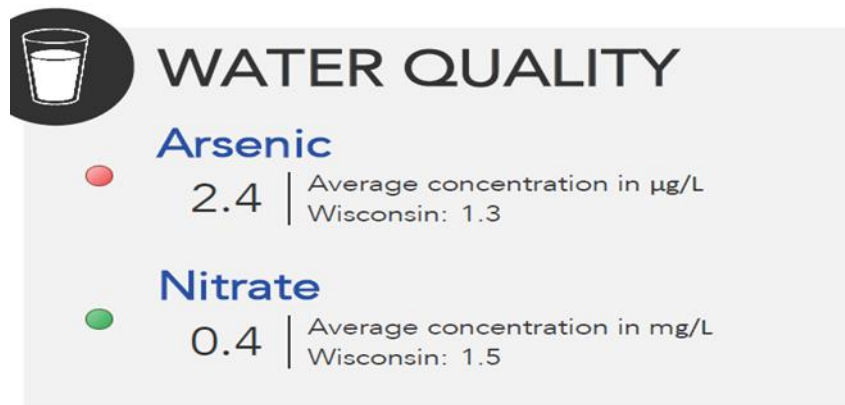 WATER QUALITY
Arsenic
2.4
Average concentration in µg/L
Wisconsin: 1.3
Nitrate
0.4
Average concentration in mg/L
Wisconsin: 1.5